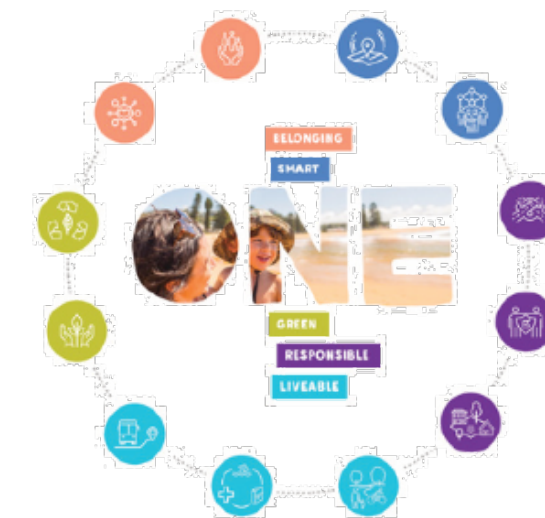 BELONGING
SMART
ONE
GREEN
RESPONSIBLE
LIVEABLE